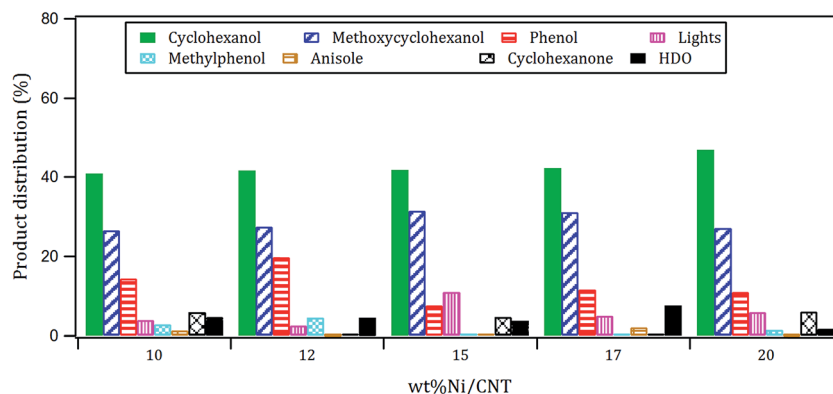 80
60
40
20
0
Product distribution (%)
Cyclohexanol Methoxycyclohexanol Phenol Lights
Methylphenol Anisole Cyclohexanone HDO
10 12 15 17 20
wt%Ni/CNT